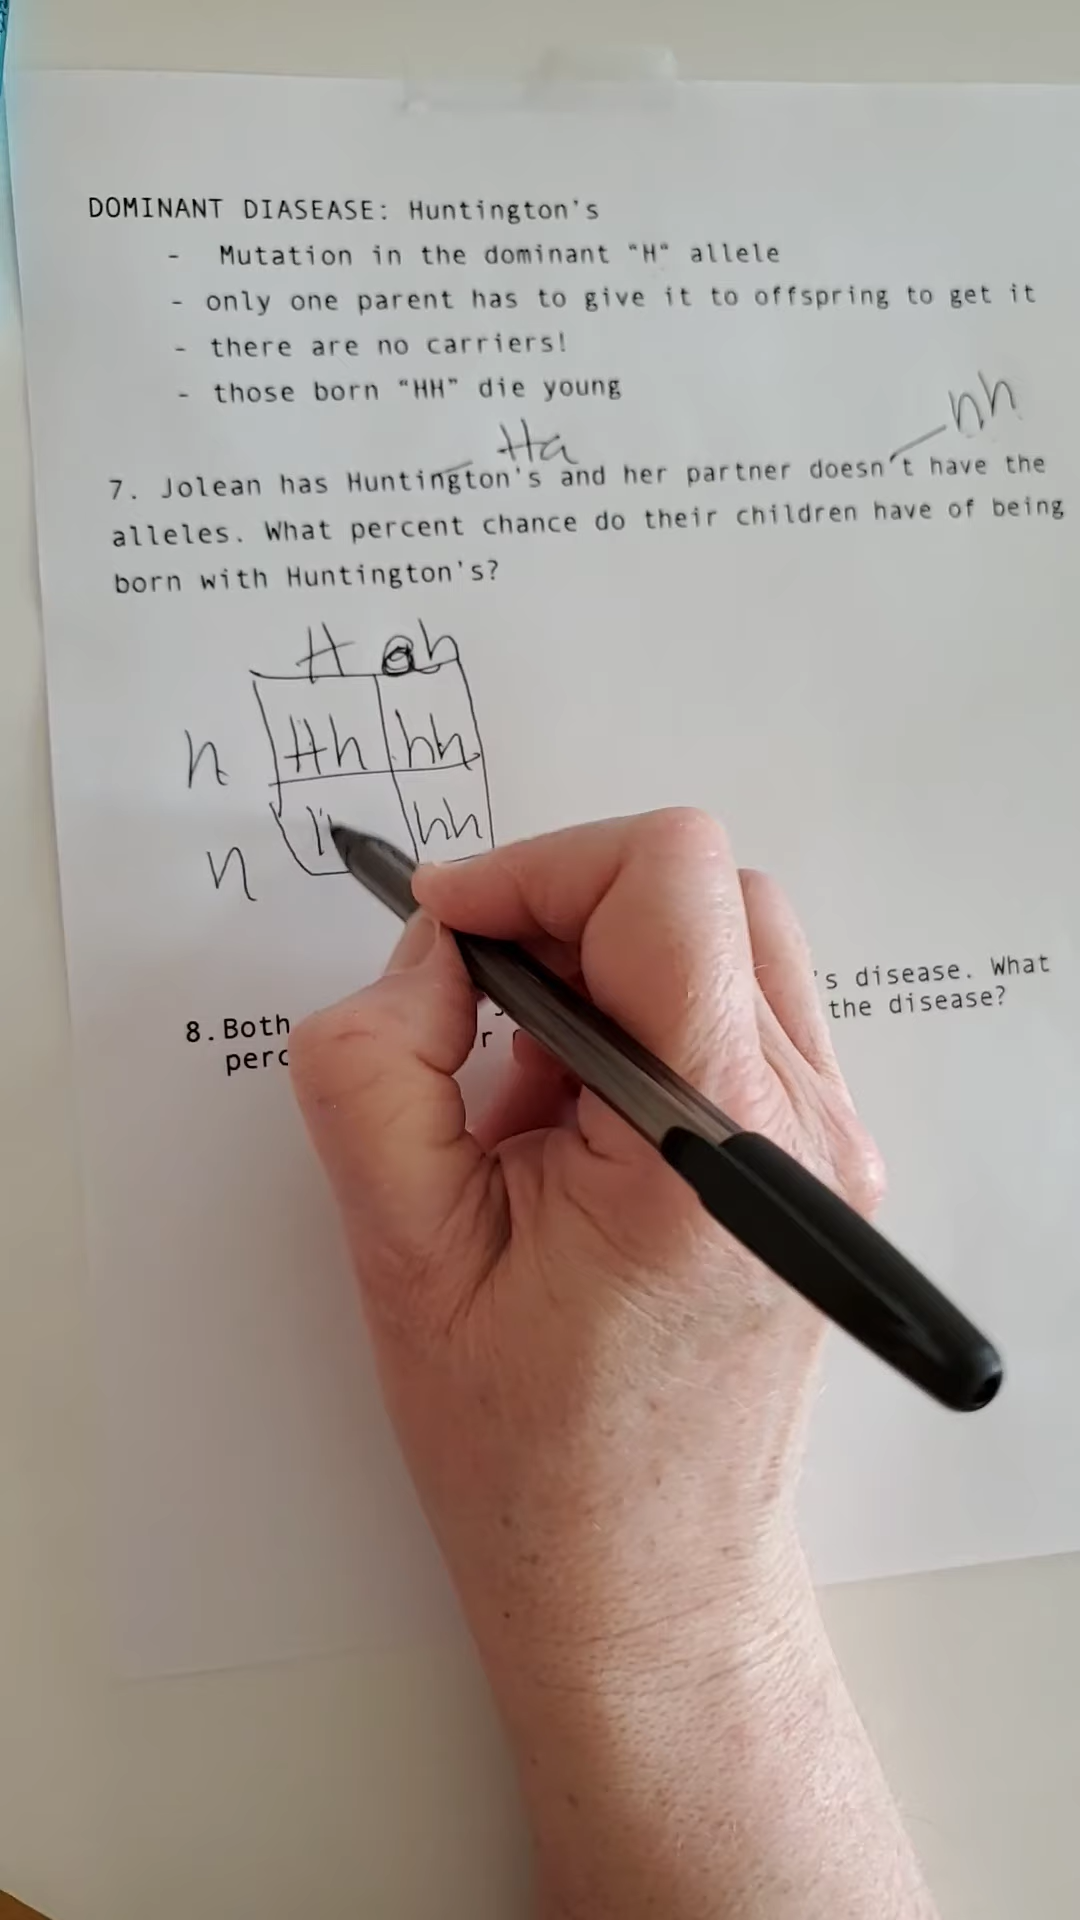 DOMINANT DIASEASE: Huntington's
- Mutation in the dominant "H" allele
- only one parent has to give it to offspring to get it
- there are no carriers!
- those born "HH" die young
Ha hh
7. Jolean has Huntington's and her partner doesn't have the
alleles. What percent chance do their children have of being
born with Huntington's?
H h
h Hh hh
h hh
8. Both 's disease. What
the disease?